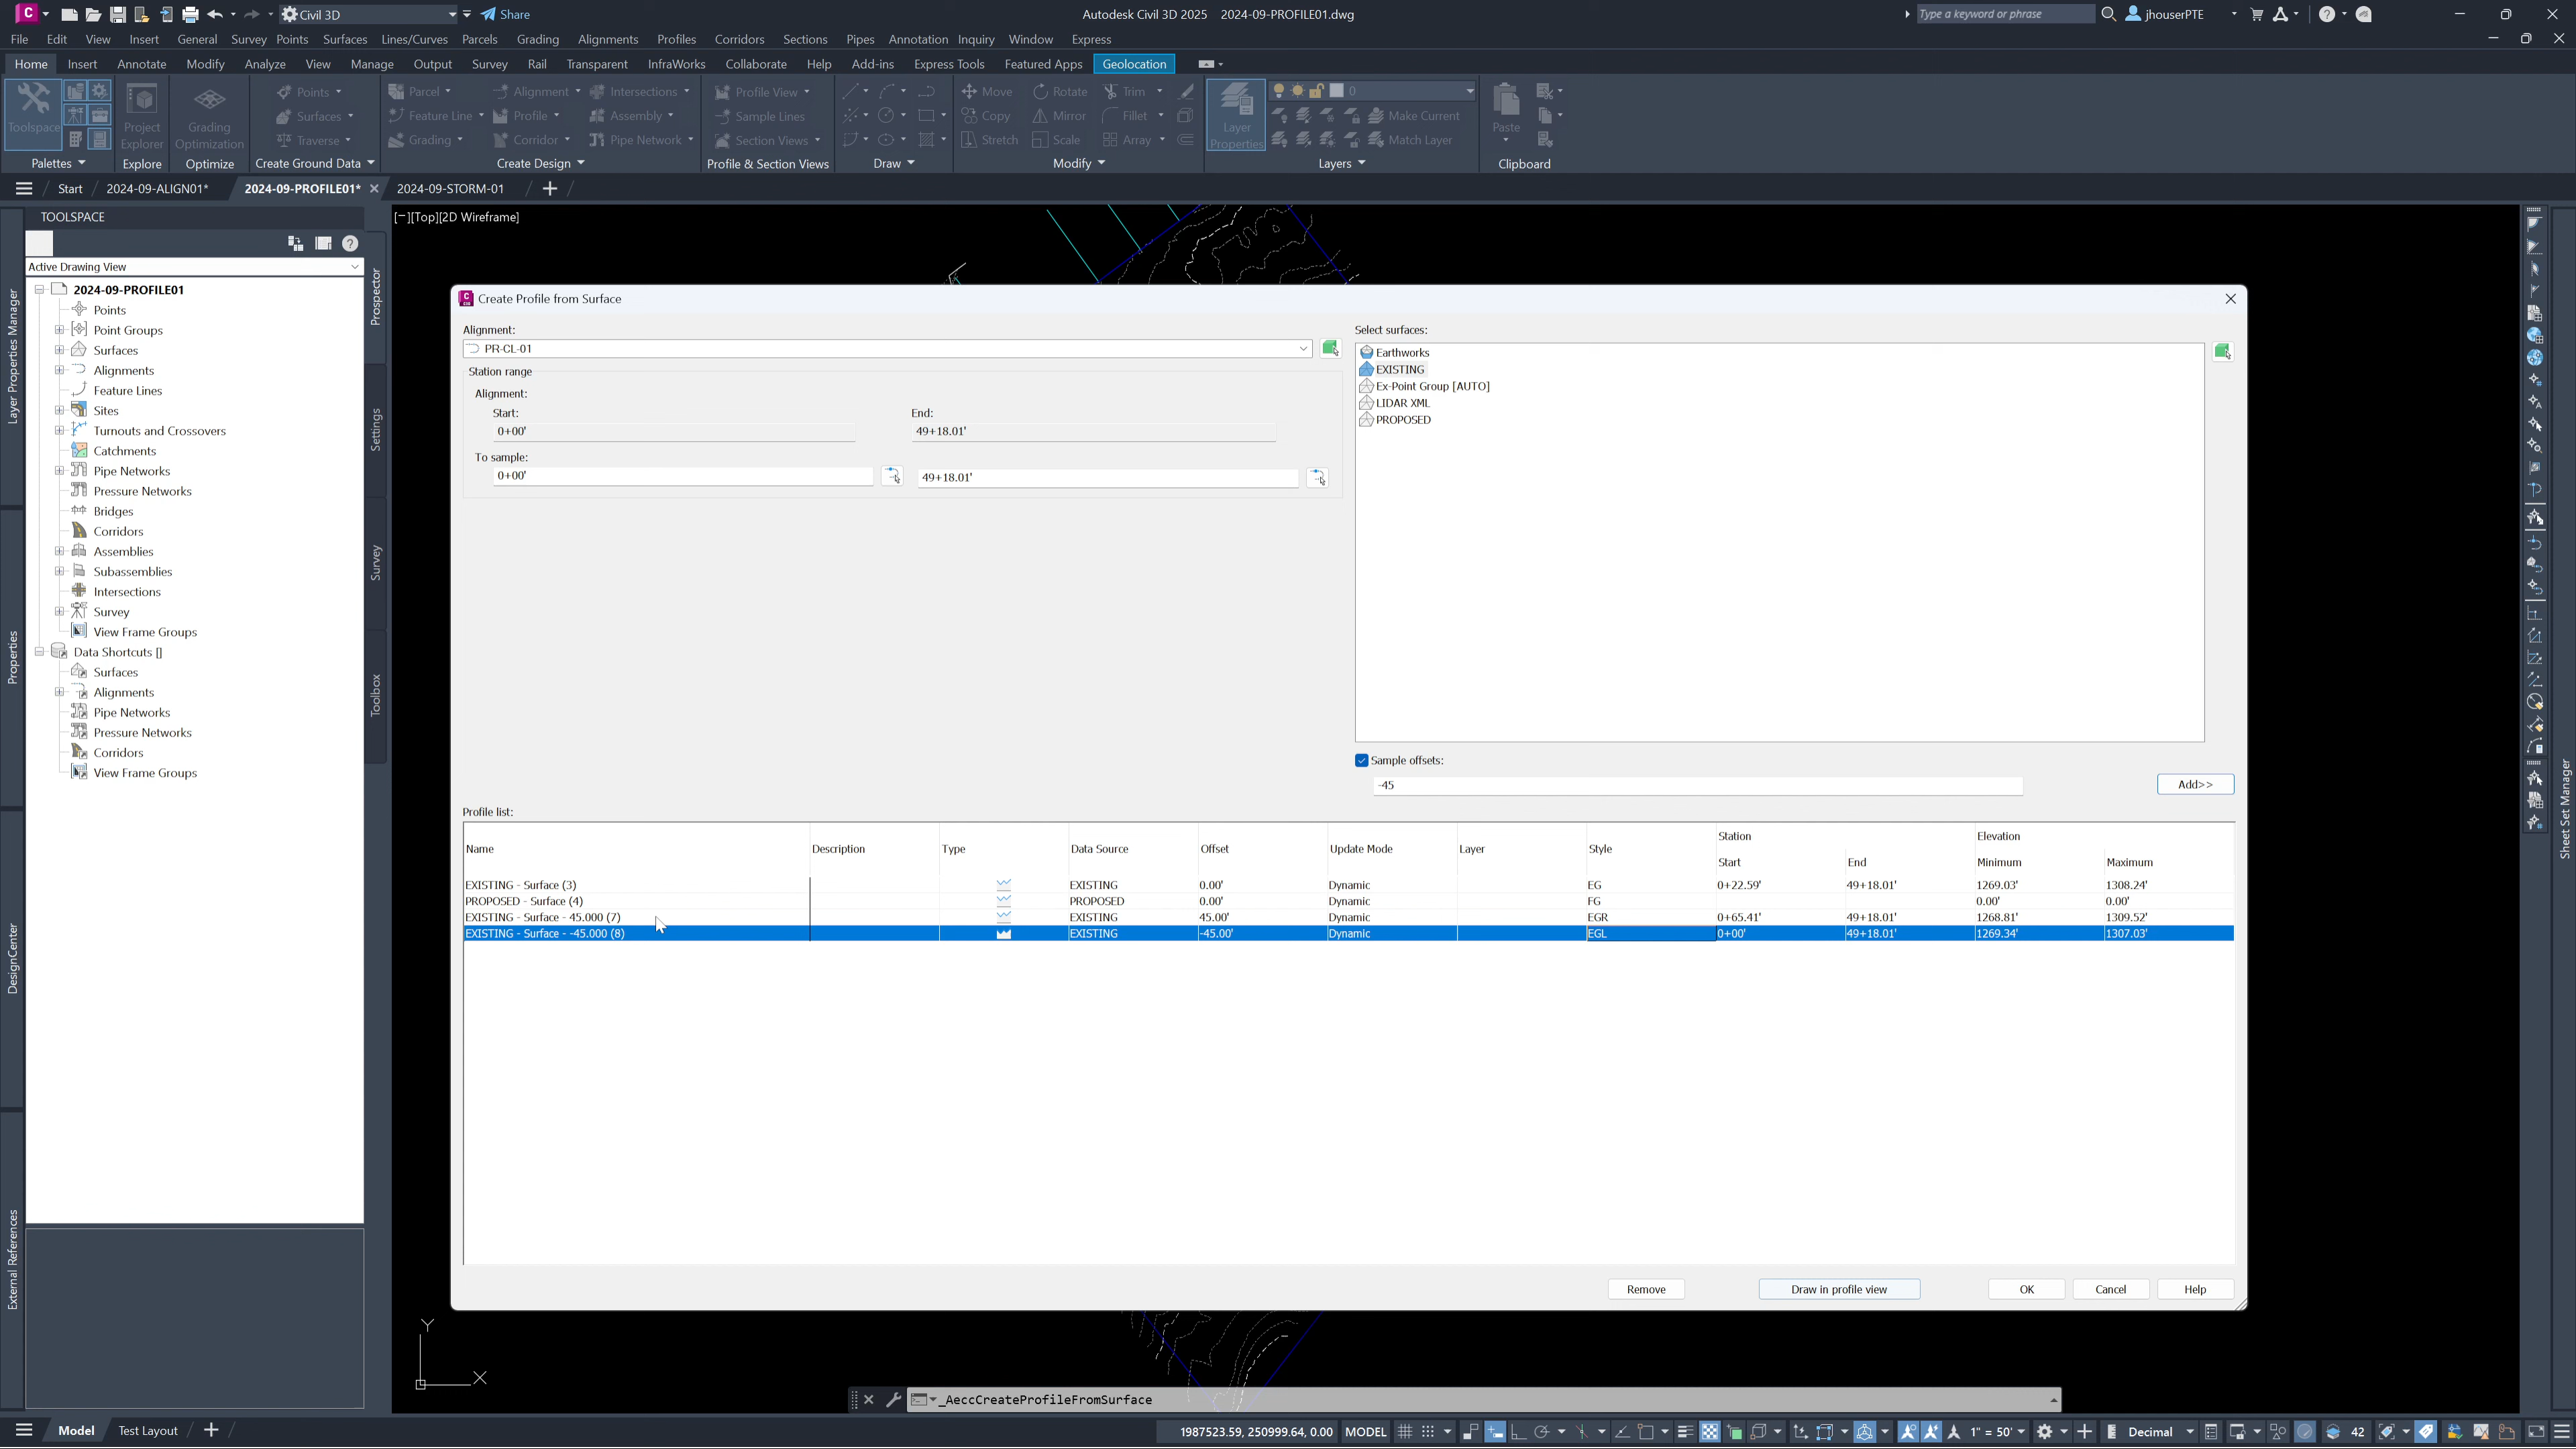 Civil 3D
Share
Autodesk Civil 3D 2025 2024-09-PROFILE01.dwg
Type a keyword or phrase
jhouserPTE
File Edit View Insert General Survey Points Surfaces Lines/Curves Parcels Grading Alignments Profiles Corridors Sections Pipes Annotation Inquiry Window Express
Home Insert Annotate Modify Analyze View Manage Output Survey Rail Transparent InfraWorks Collaborate Help Add-ins Express Tools Featured Apps Geolocation
Points Parcel Alignment Intersections Profile View Move Rotate Trim 0
Toolspace Project Explorer Grading Optimization Surfaces Feature Line Profile Assembly Sample Lines Copy Mirror Fillet Layer Properties Make Current Paste
Traverse Grading Corridor Pipe Network Section Views Stretch Scale Array Match Layer
Palettes Explore Optimize Create Ground Data Create Design Profile & Section Views Draw Modify Layers Clipboard
Start 2024-09-ALIGN01* 2024-09-PROFILE01* 2024-09-STORM-01
TOOLSPACE
Active Drawing View
2024-09-PROFILE01
Points
Point Groups
Surfaces
Alignments
Feature Lines
Sites
Turnouts and Crossovers
Catchments
Pipe Networks
Pressure Networks
Bridges
Corridors
Assemblies
Subassemblies
Intersections
Survey
View Frame Groups
Data Shortcuts []
Surfaces
Alignments
Pipe Networks
Pressure Networks
Corridors
View Frame Groups
Prospector
Settings
Survey
Toolbox
Layer Properties Manager
Properties
DesignCenter
External References
Sheet Set Manager
[−][Top][2D Wireframe]
Create Profile from Surface
Alignment:
PR-CL-01
Station range
Alignment:
Start: End:
0+00' 49+18.01'
To sample:
0+00' 49+18.01'
Select surfaces:
Earthworks
EXISTING
Ex-Point Group [AUTO]
LIDAR XML
PROPOSED
Sample offsets:
-45
Add>>
Profile list:
Name Description Type Data Source Offset Update Mode Layer Style Station Elevation
Start End Minimum Maximum
EXISTING - Surface (3) EXISTING 0.00' Dynamic EG 0+22.59' 49+18.01' 1269.03' 1308.24'
PROPOSED - Surface (4) PROPOSED 0.00' Dynamic FG 0.00' 0.00'
EXISTING - Surface - 45.000 (7) EXISTING 45.00' Dynamic EGR 0+65.41' 49+18.01' 1268.81' 1309.52'
EXISTING - Surface - -45.000 (8) EXISTING -45.00' Dynamic EGL 0+00' 49+18.01' 1269.34' 1307.03'
Remove Draw in profile view OK Cancel Help
Y
X
_AeccCreateProfileFromSurface
Model Test Layout
1987523.59, 250999.64, 0.00 MODEL 1" = 50' Decimal 42